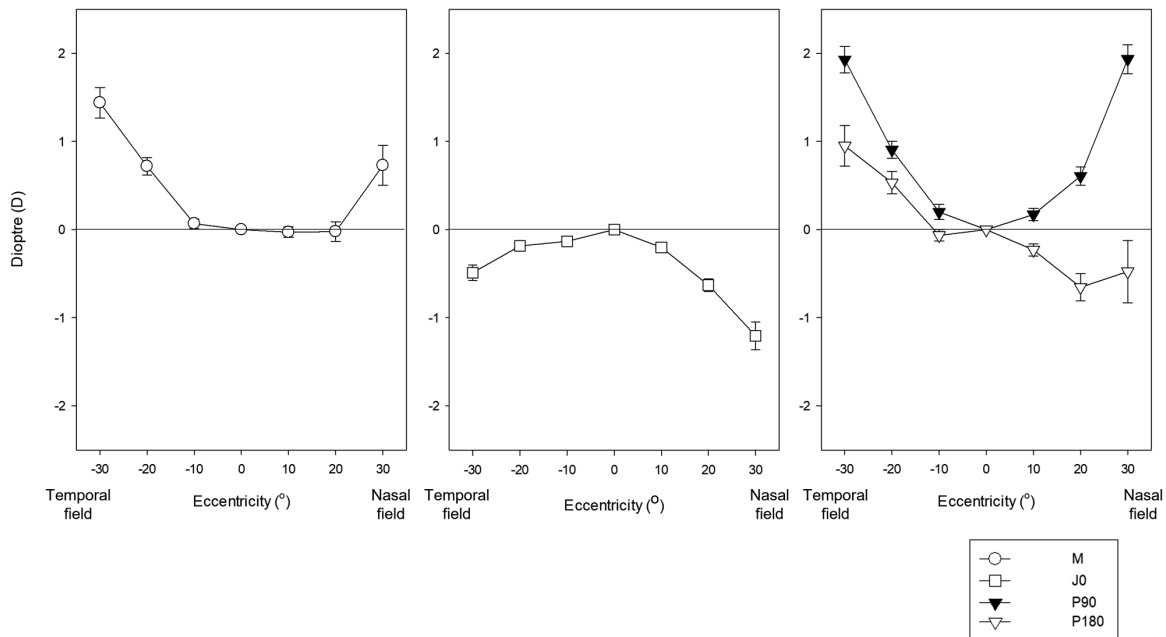 Dioptre (D)
2
1
0
-1
-2
-30 -20 -10 0 10 20 30
Temporal field
Eccentricity (o)
Nasal field
2
1
0
-1
-2
-30 -20 -10 0 10 20 30
Temporal field
Eccentricity (O)
Nasal field
2
1
0
-1
-2
-30 -20 -10 0 10 20 30
Temporal field
Eccentricity (o)
Nasal field
M
J0
P90
P180